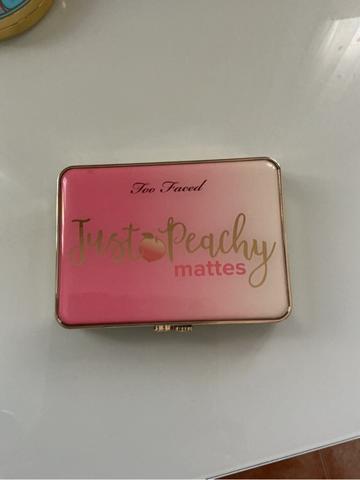 Too Faced
Just Peachy
mattes